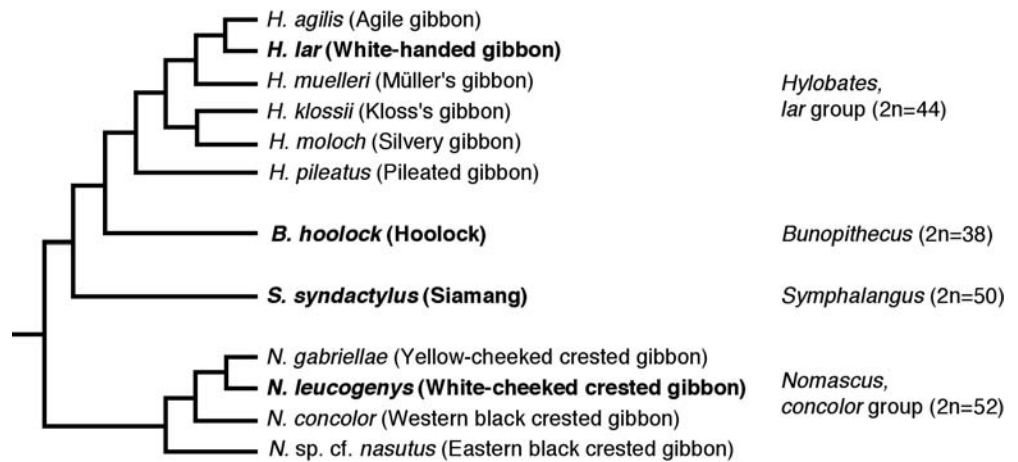 H. agilis (Agile gibbon)
H. lar (White-handed gibbon)
H. muelleri (Müller's gibbon)
H. klossii (Kloss's gibbon)
H. moloch (Silvery gibbon)
H. pileatus (Pileated gibbon)
Hylobates,
lar group (2n=44)
B. hoolock (Hoolock)
Bunopithecus (2n=38)
S. syndactylus (Siamang)
Symphalangus (2n=50)
N. gabriellae (Yellow-cheeked crested gibbon)
N. leucogenys (White-cheeked crested gibbon)
N. concolor (Western black crested gibbon)
N. sp. cf. nasutus (Eastern black crested gibbon)
Nomascus,
concolor group (2n=52)